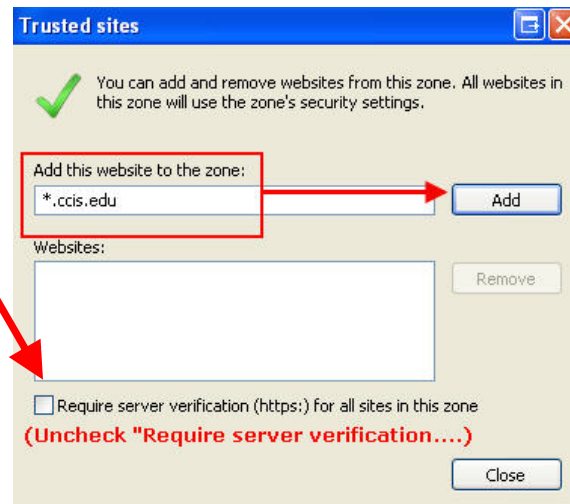 Trusted sites
You can add and remove websites from this zone. All websites in
this zone will use the zone's security settings.
Add this website to the zone:
*.ccis.edu
Add
Websites:
Remove
Require server verification (https:) for all sites in this zone
(Uncheck "Require server verification....)
Close